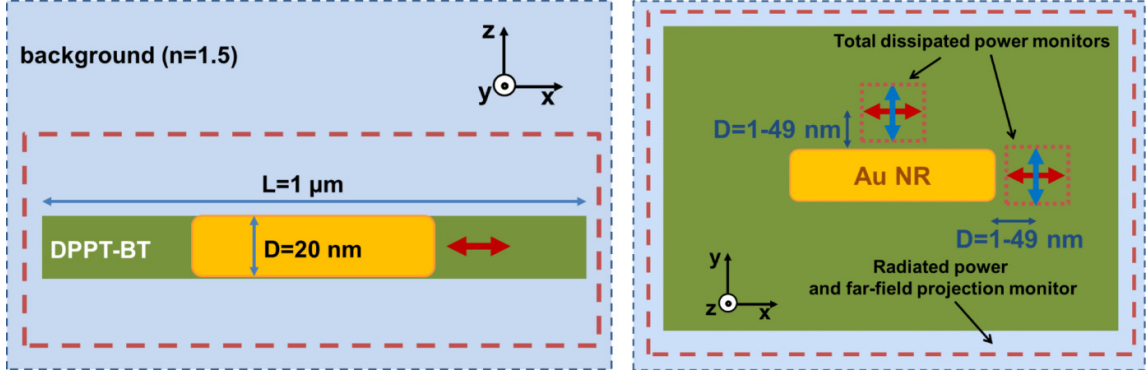 background (n=1.5)
z
y
x
L=1 μm
DPPT-BT
D=20 nm
Total dissipated power monitors
D=1-49 nm
Au NR
D=1-49 nm
y
z
x
Radiated power
and far-field projection monitor